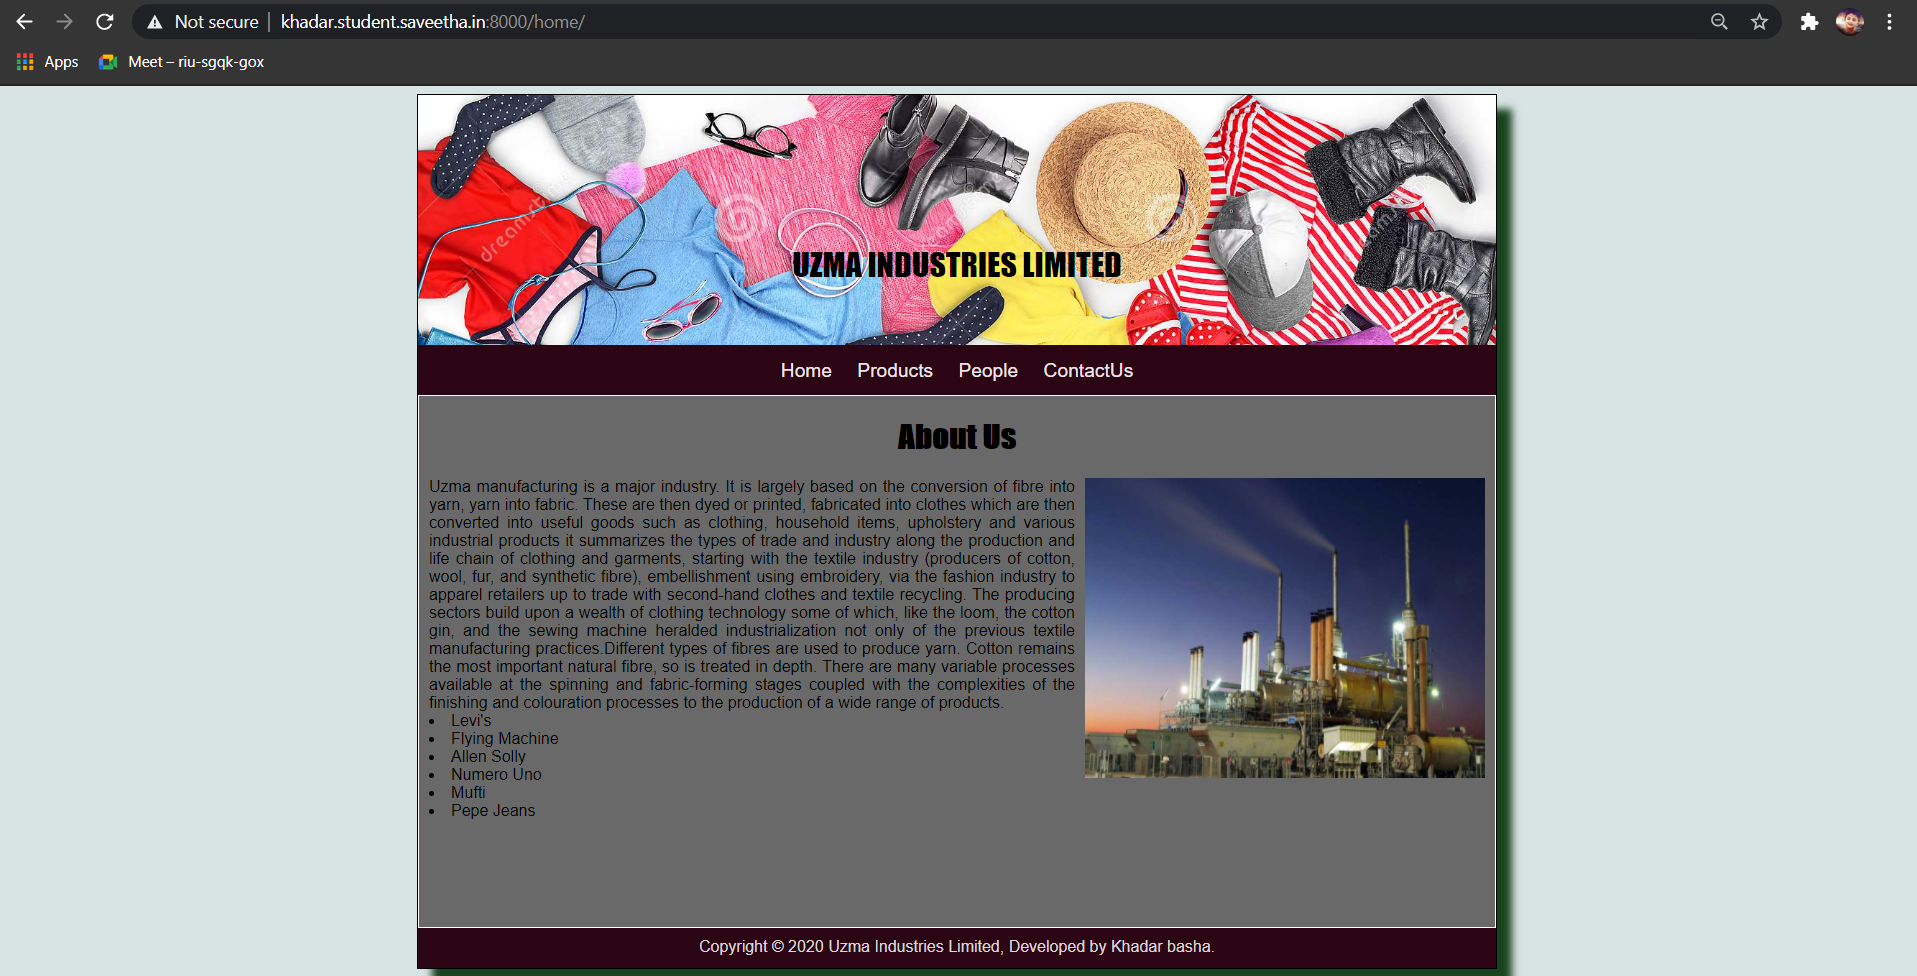 Not secure | khadar.student.saveetha.in:8000/home/
Apps Meet – riu-sgqk-gox
dreamstime
UZMA INDUSTRIES LIMITED
Home Products People ContactUs
About Us
Uzma manufacturing is a major industry. It is largely based on the conversion of fibre into
yarn, yarn into fabric. These are then dyed or printed, fabricated into clothes which are then
converted into useful goods such as clothing, household items, upholstery and various
industrial products it summarizes the types of trade and industry along the production and
life chain of clothing and garments, starting with the textile industry (producers of cotton,
wool, fur, and synthetic fibre), embellishment using embroidery, via the fashion industry to
apparel retailers up to trade with second-hand clothes and textile recycling. The producing
sectors build upon a wealth of clothing technology some of which, like the loom, the cotton
gin, and the sewing machine heralded industrialization not only of the previous textile
manufacturing practices.Different types of fibres are used to produce yarn. Cotton remains
the most important natural fibre, so is treated in depth. There are many variable processes
available at the spinning and fabric-forming stages coupled with the complexities of the
finishing and colouration processes to the production of a wide range of products.
• Levi's
• Flying Machine
• Allen Solly
• Numero Uno
• Mufti
• Pepe Jeans
Copyright © 2020 Uzma Industries Limited, Developed by Khadar basha.